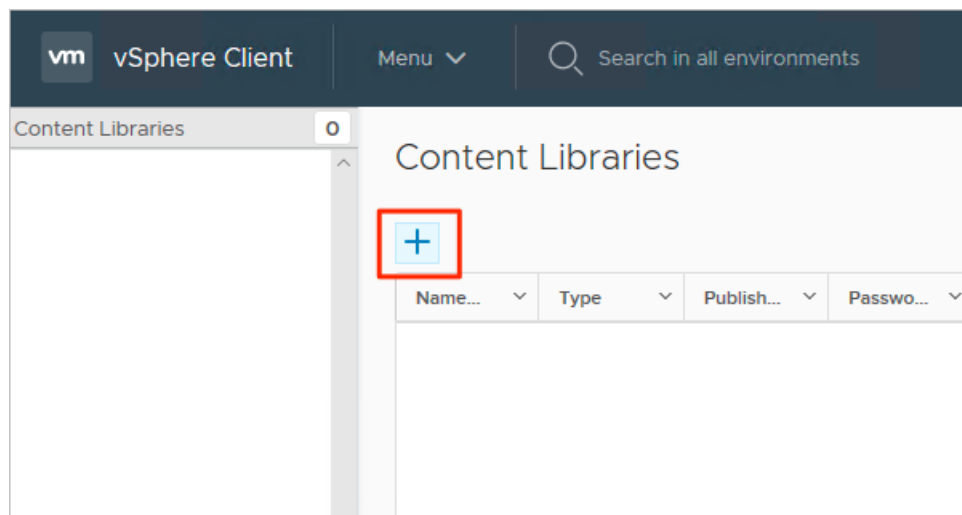 vm vSphere Client Menu Search in all environments
Content Libraries 0
Content Libraries
Name... Type Publish... Passwo...